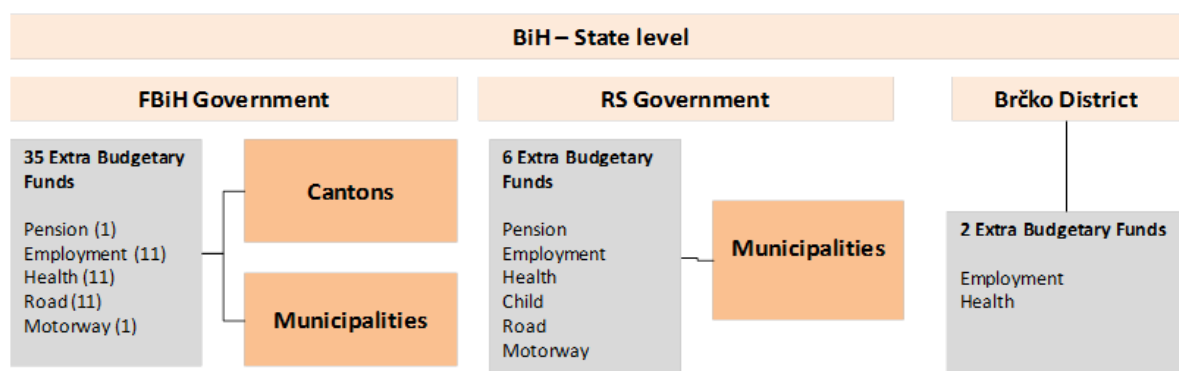 BiH – State level
FBiH Government
35 Extra Budgetary
Funds
Pension (1)
Employment (11)
Health (11)
Road (11)
Motorway (1)
Cantons
Municipalities
RS Government
6 Extra Budgetary
Funds
Pension
Employment
Health
Child
Road
Motorway
Municipalities
Brčko District
2 Extra Budgetary Funds
Employment
Health